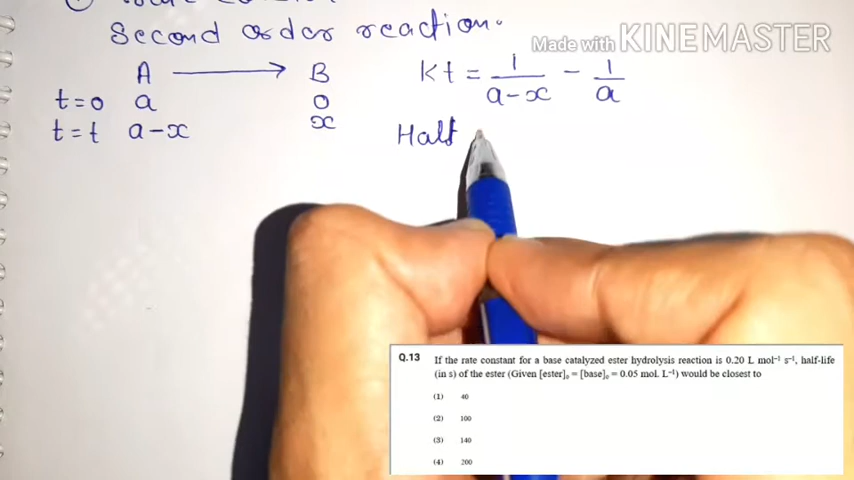 Second order reaction.
Made with KINEMASTER
A ⟶ B
Kt = 1/(a-x) - 1/a
t=0 a 0
t=t a-x x
Half
Q.13 If the rate constant for a base catalyzed ester hydrolysis reaction is 0.20 L mol⁻¹ s⁻¹, half-life
(in s) of the ester (Given [ester]₀ = [base]₀ = 0.05 mol. L⁻¹) would be closest to
(1) 40
(2) 100
(3) 140
(4) 200